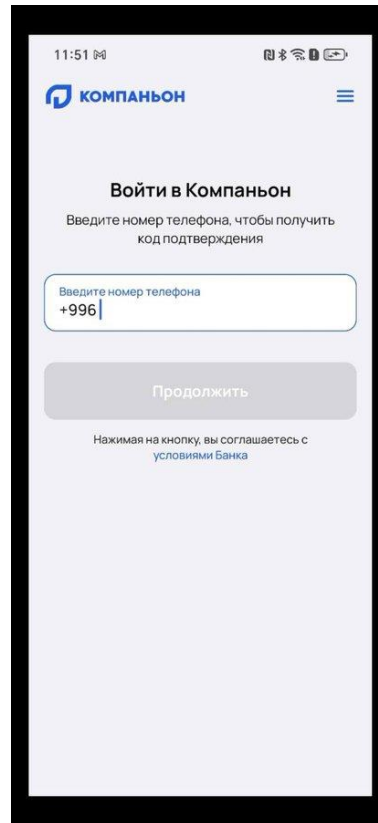 11:51
КОМПАНЬОН
Войти в Компаньон
Введите номер телефона, чтобы получить
код подтверждения
Введите номер телефона
+996
Продолжить
Нажимая на кнопку, вы соглашаетесь с
условиями Банка